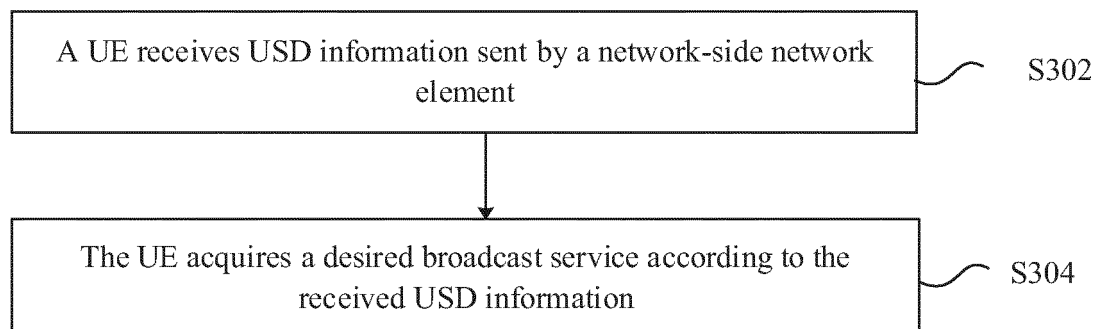 A UE receives USD information sent by a network-side network
element
S302
The UE acquires a desired broadcast service according to the
received USD information
S304